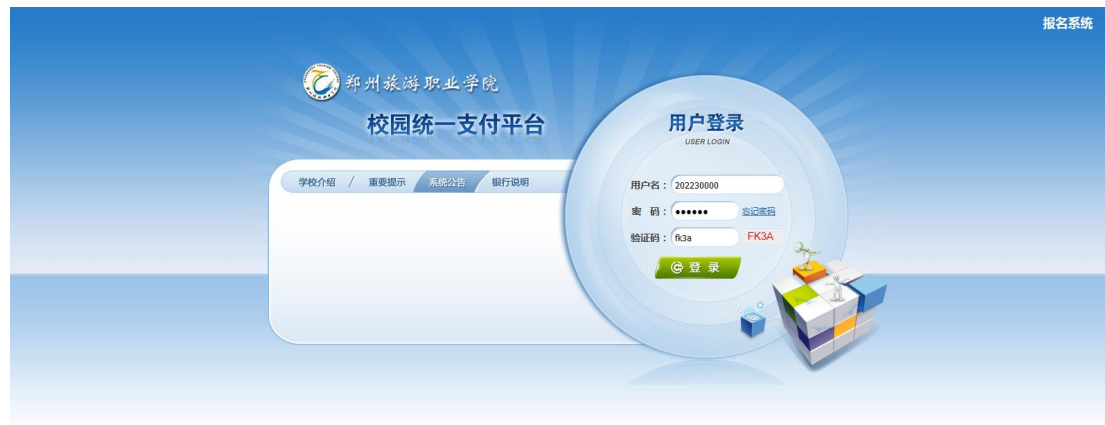 报名系统
郑州旅游职业学院
校园统一支付平台
用户登录
USER LOGIN
学校介绍 / 重要提示 系统公告 银行说明
用户名： 202230000
密 码： ●●●●●● 忘记密码
验证码： fk3a FK3A
登 录